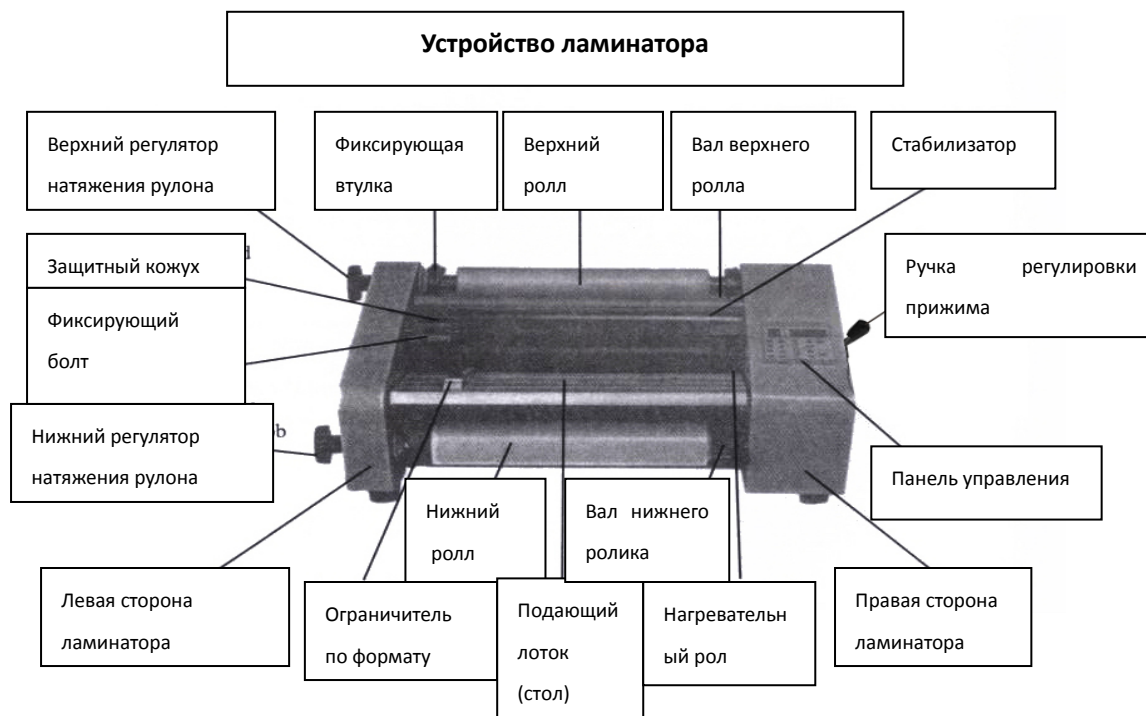 Устройство ламинатора
Верхний регулятор
натяжения рулона
Фиксирующая
втулка
Верхний
ролл
Вал верхнего
ролла
Стабилизатор
Защитный кожух
d
Ручка регулировки
прижима
Фиксирующий
болт
Нижний регулятор
натяжения рулона
ob
Панель управления
Нижний
ролл
Вал нижнего
ролика
Левая сторона
ламинатора
Ограничитель
по формату
Подающий
лоток
(стол)
Нагревательн
ый рол
Правая сторона
ламинатора